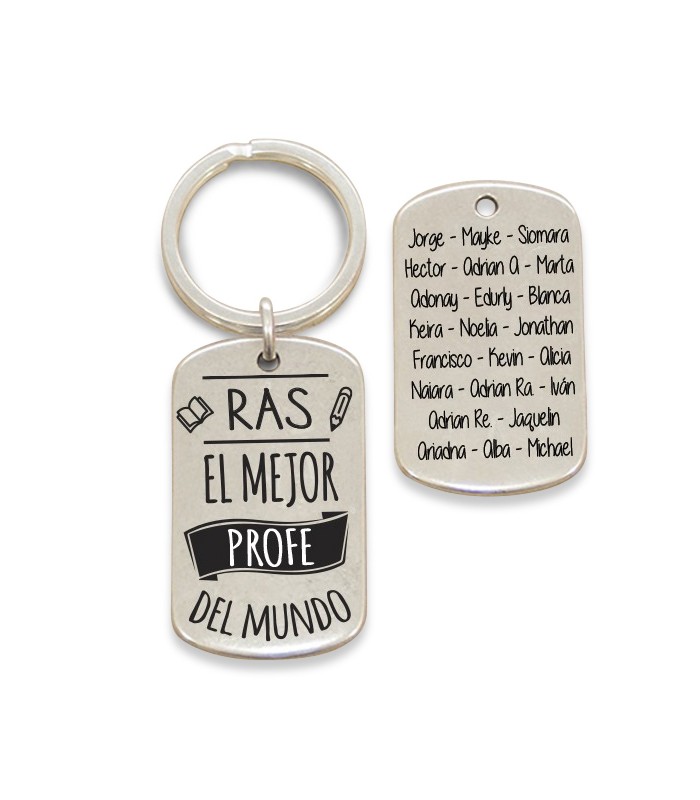 RAS
EL MEJOR
PROFE
DEL MUNDO
Jorge - Mayke - Siomara
Hector - Adrian A - Marta
Adonay - Edurly - Blanca
Keira - Noelia - Jonathan
Francisco - Kevin - Alicia
Naiara - Adrian Ra. - Iván
Adrian Re. - Jaquelin
Ariadna - Alba - Michael